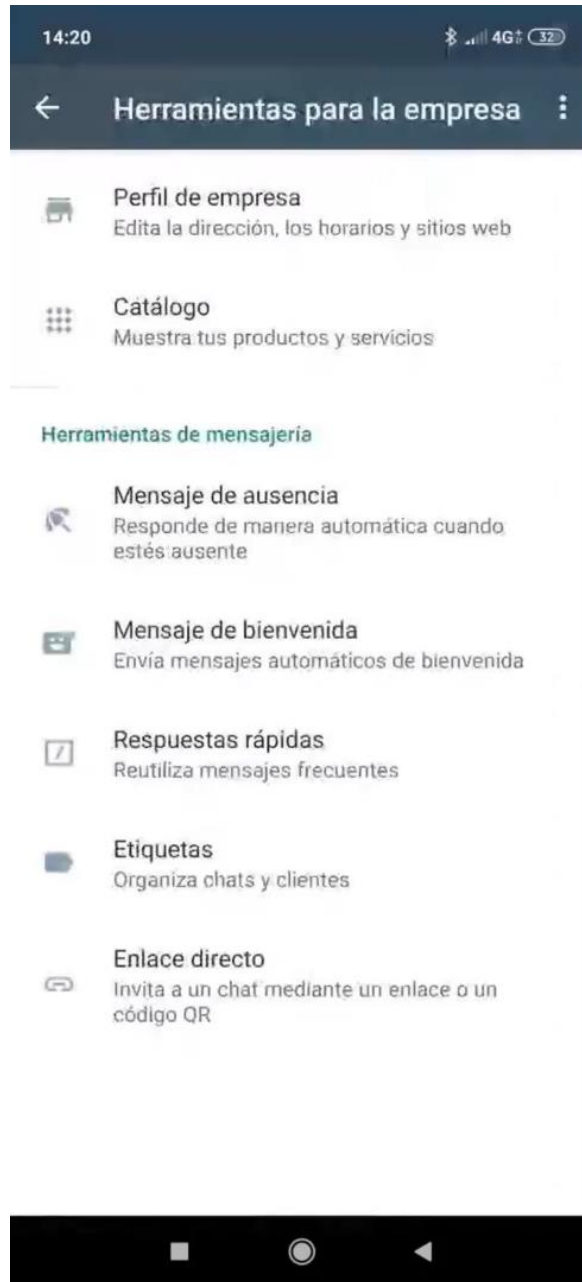 14:20
4G 32
Herramientas para la empresa
Perfil de empresa
Edita la dirección, los horarios y sitios web
Catálogo
Muestra tus productos y servicios
Herramientas de mensajería
Mensaje de ausencia
Responde de manera automática cuando
estés ausente
Mensaje de bienvenida
Envía mensajes automáticos de bienvenida
Respuestas rápidas
Reutiliza mensajes frecuentes
Etiquetas
Organiza chats y clientes
Enlace directo
Invita a un chat mediante un enlace o un
código QR